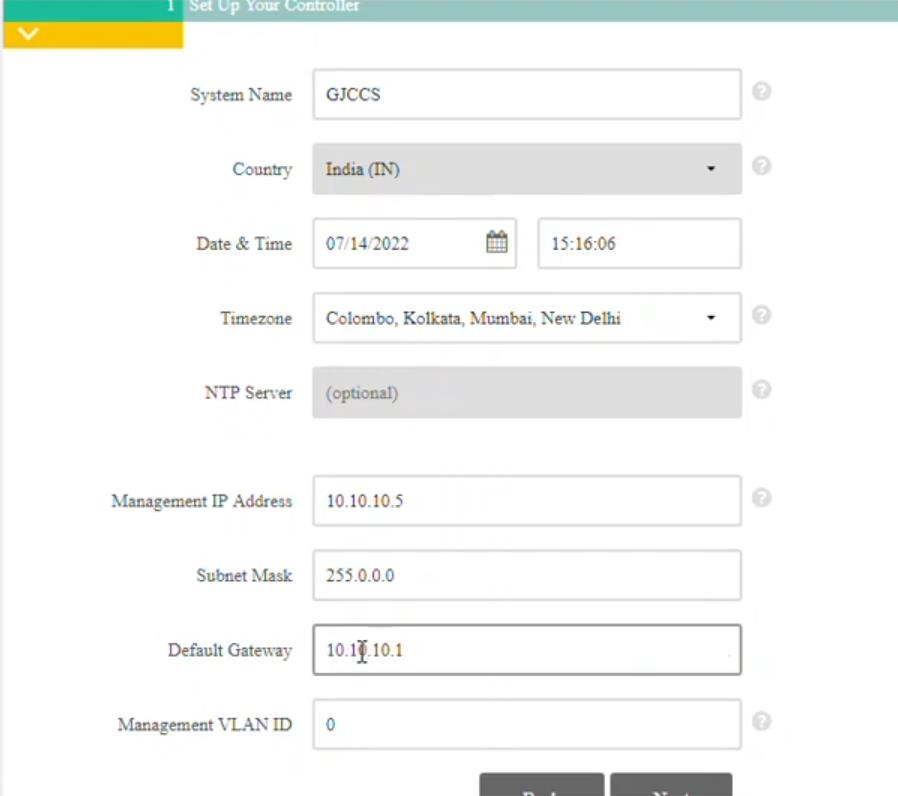 1 Set Up Your Controller
System Name GJCCS
Country India (IN)
Date & Time 07/14/2022 15:16:06
Timezone Colombo, Kolkata, Mumbai, New Delhi
NTP Server (optional)
Management IP Address 10.10.10.5
Subnet Mask 255.0.0.0
Default Gateway 10.10.10.1
Management VLAN ID 0